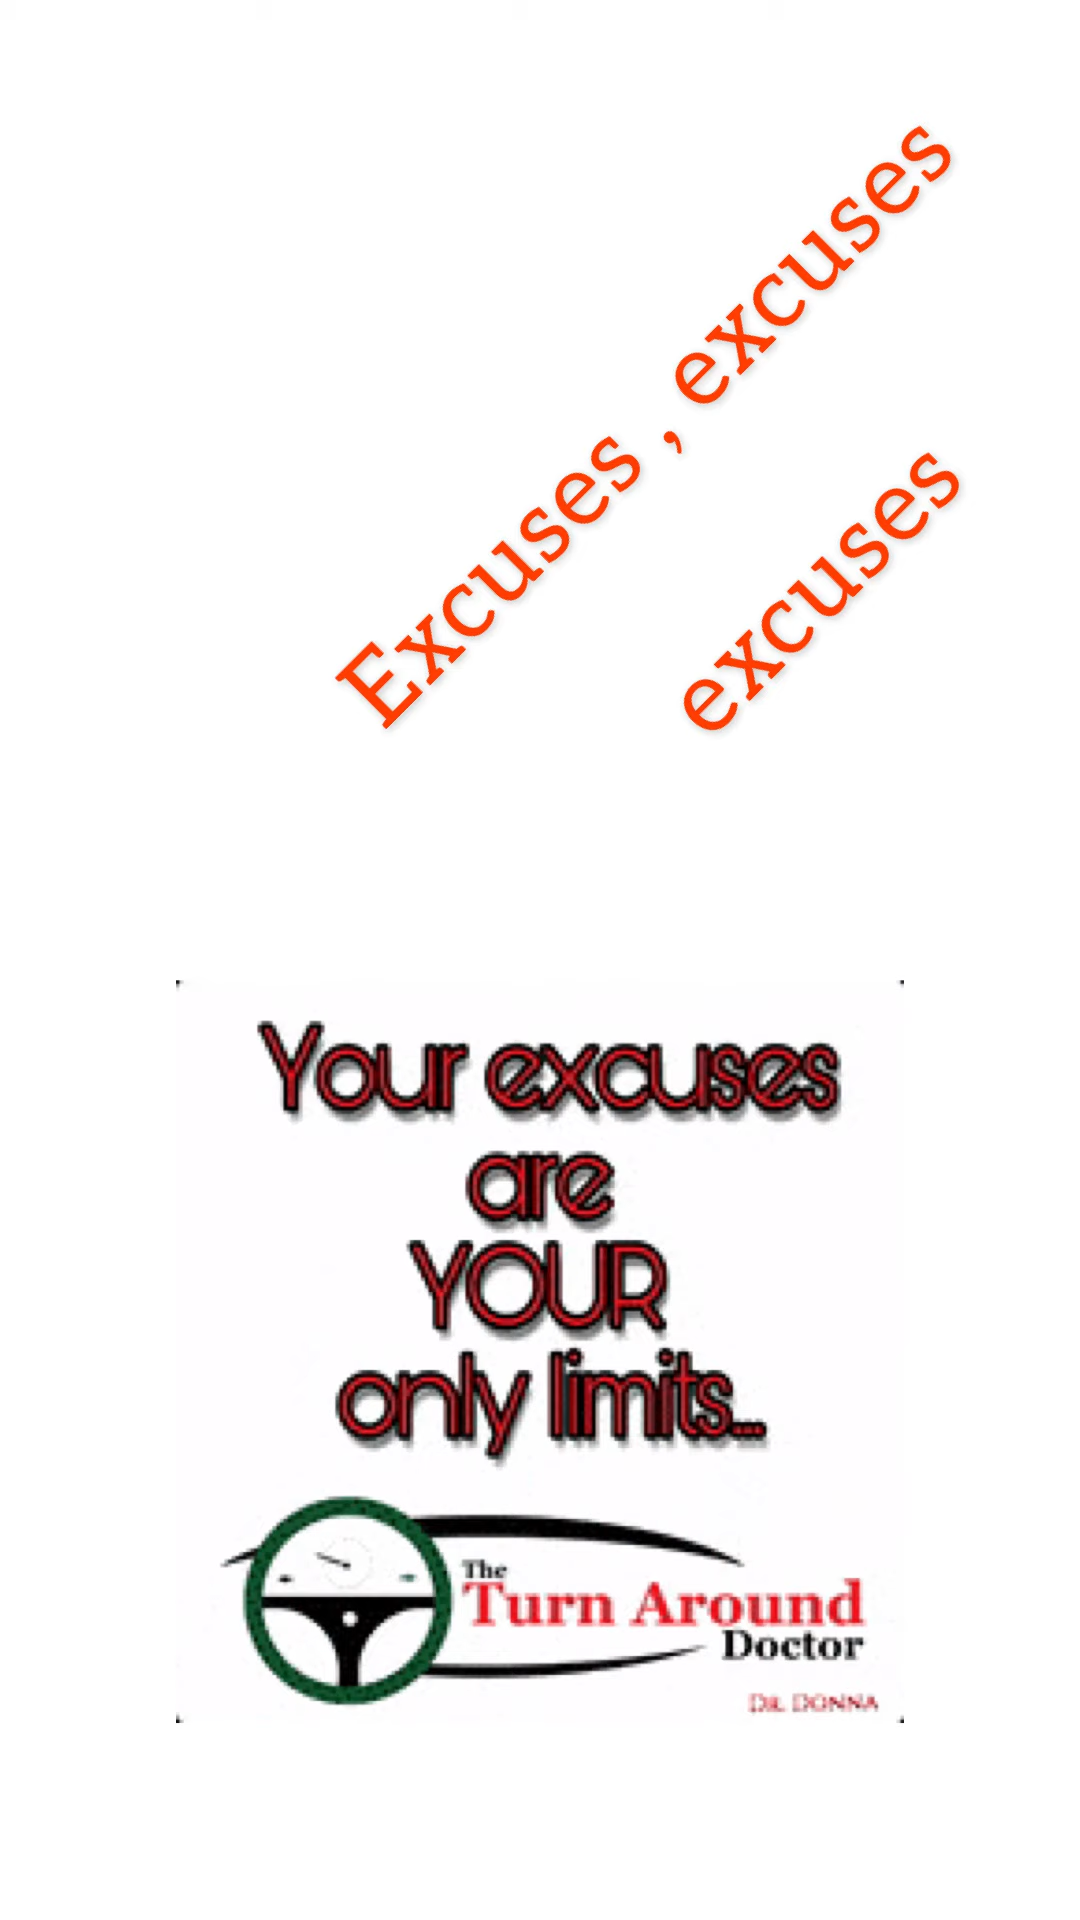 Excuses , excuses
excuses
Your excuses
are
YOUR
only limits...
The
Turn Around
Doctor
DR. DONNA